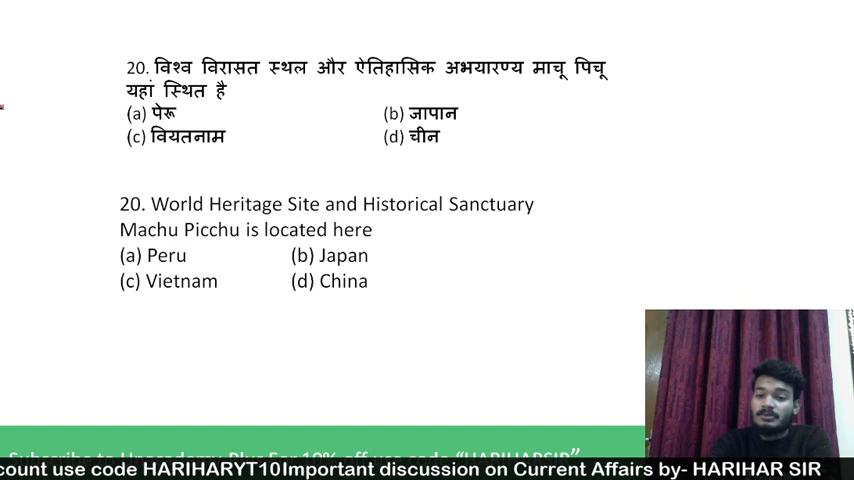 20. विश्व विरासत स्थल और ऐतिहासिक अभयारण्य माचू पिचू
यहां स्थित है
(a) पेरू (b) जापान
(c) वियतनाम (d) चीन
20. World Heritage Site and Historical Sanctuary
Machu Picchu is located here
(a) Peru (b) Japan
(c) Vietnam (d) China
count use code HARIHARYT10Important discussion on Current Affairs by- HARIHAR SIR